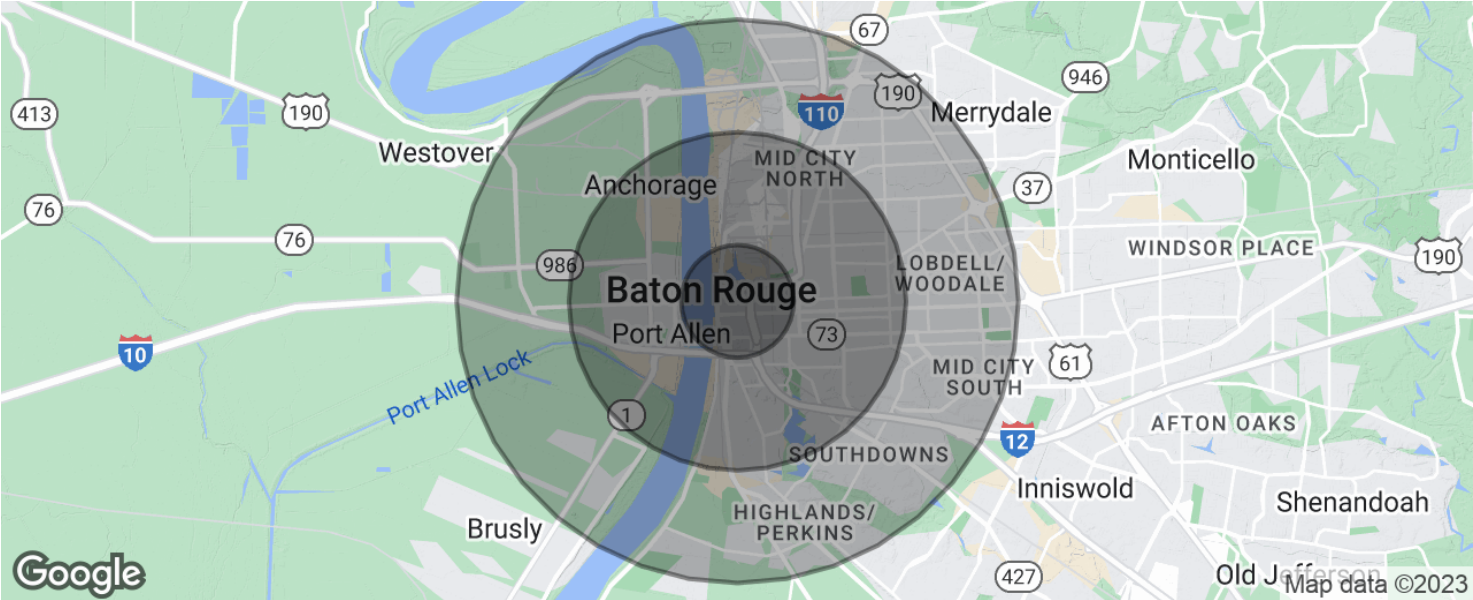 67
946
190
190
413
110
Merrydale
Westover
MID CITY
NORTH
Monticello
Anchorage
37
76
76
WINDSOR PLACE
190
986
LOBDELL/
WOODALE
Baton Rouge
Port Allen
73
10
61
MID CITY
SOUTH
Port Allen Lock
1
AFTON OAKS
12
SOUTHDOWNS
Inniswold
Shenandoah
HIGHLANDS/
PERKINS
Brusly
Google
427
Old Jefferson
Map data ©2023